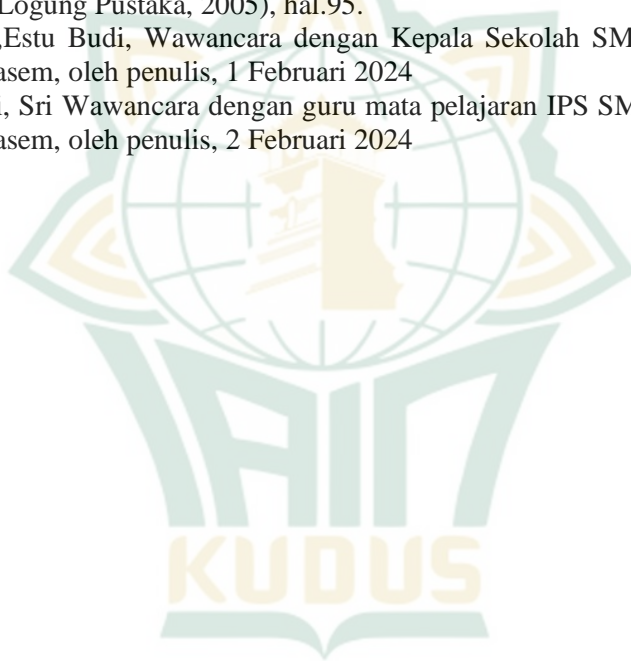 Logung Pustaka, 2005), hal.95.
,Estu Budi, Wawancara dengan Kepala Sekolah SM
asem, oleh penulis, 1 Februari 2024
i, Sri Wawancara dengan guru mata pelajaran IPS SM
asem, oleh penulis, 2 Februari 2024
IAIN
KUDUS